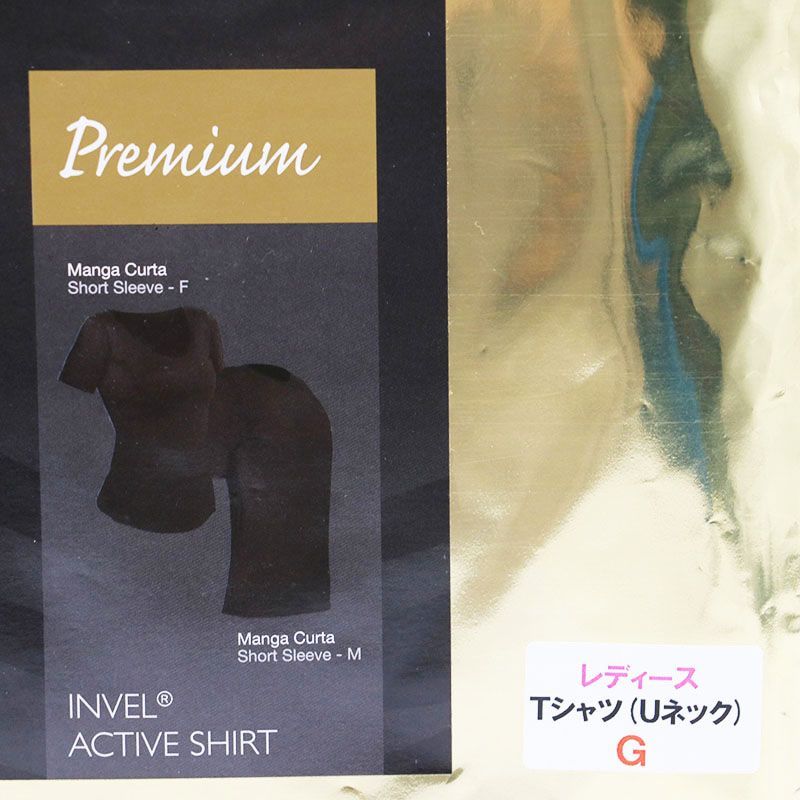 Premium
Manga Curta
Short Sleeve - F
Manga Curta
Short Sleeve - M
INVEL®
ACTIVE SHIRT
レディース
Tシャツ(Uネック)
G